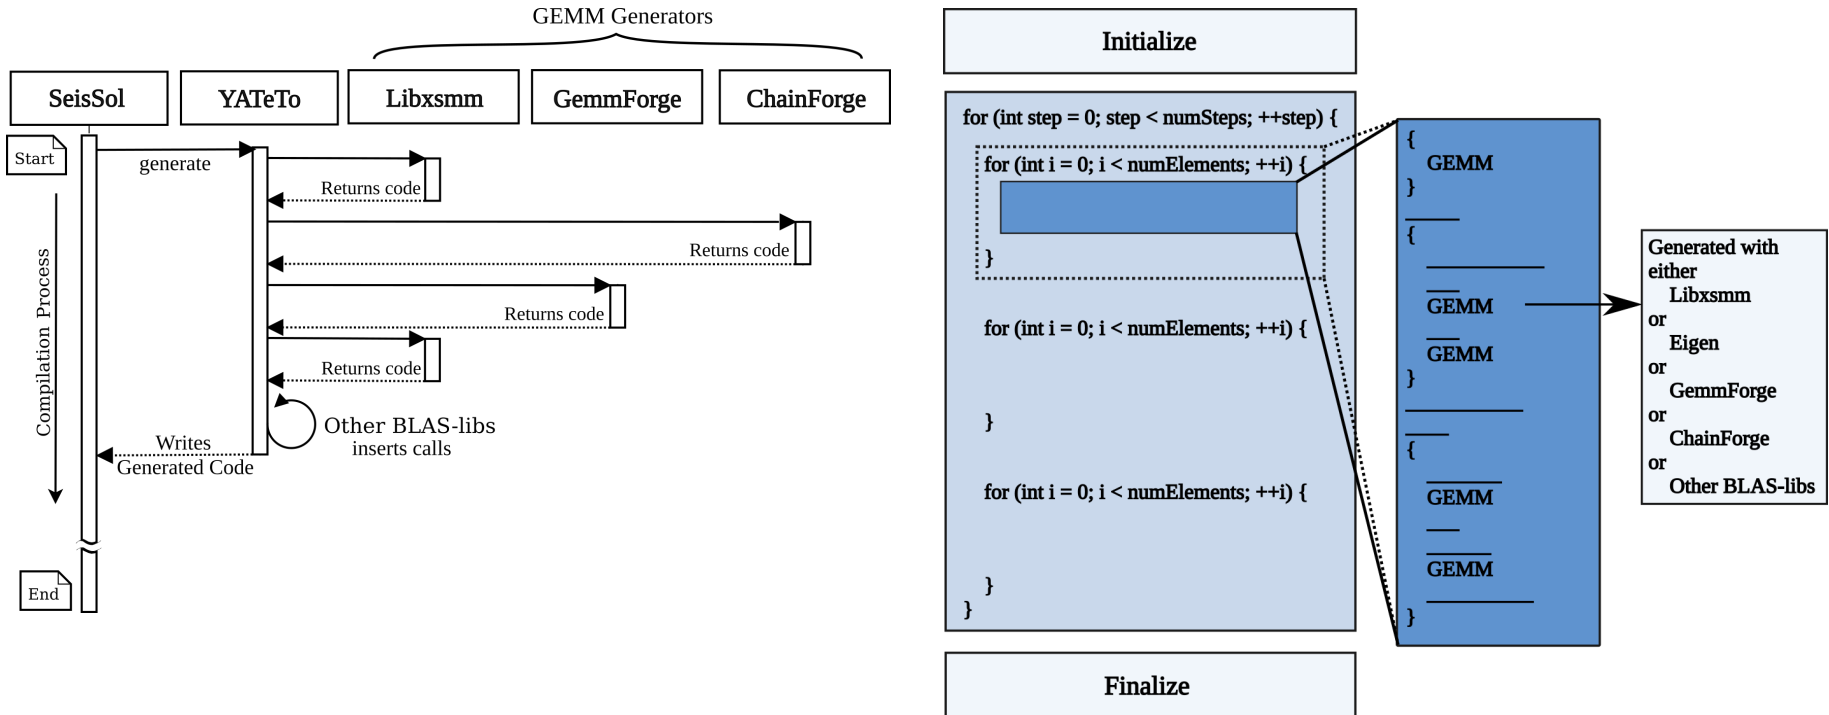 GEMM Generators
SeisSol
YATeTo
Libxsmm
GemmForge
ChainForge
Start
generate
Returns code
Returns code
Returns code
Returns code
Compilation Process
Other BLAS-libs
inserts calls
Writes
Generated Code
End
Initialize
for (int step = 0; step < numSteps; ++step) {
for (int i = 0; i < numElements; ++i) {
}
for (int i = 0; i < numElements; ++i) {
}
for (int i = 0; i < numElements; ++i) {
}
}
Finalize
{
GEMM
}
{
GEMM
GEMM
}
{
GEMM
GEMM
}
Generated with
either
Libxsmm
or
Eigen
or
GemmForge
or
ChainForge
or
Other BLAS-libs